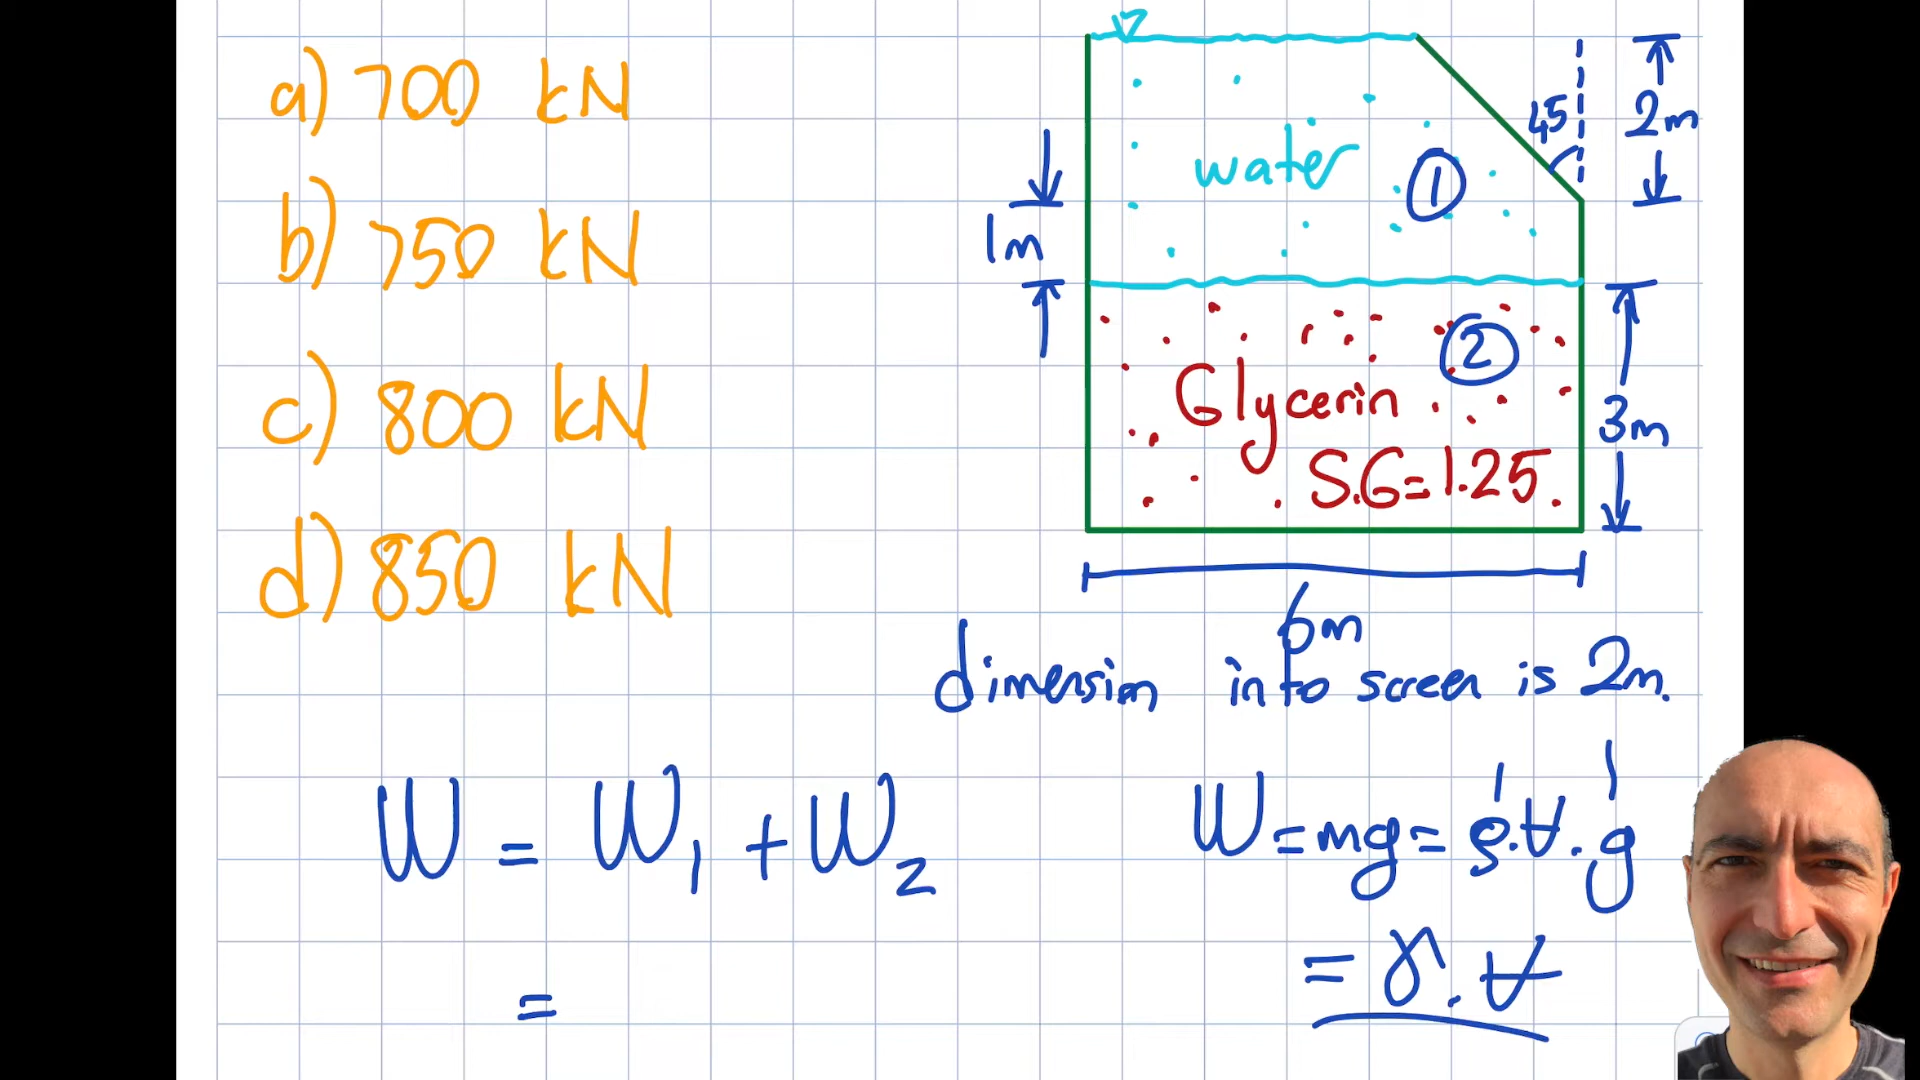 a) 700 kN
b) 750 kN
c) 800 kN
d) 850 kN
water
1
45
2m
1m
2
Glycerin
S.G=1.25
3m
6m
dimension into screen is 2m.
W = W₁ + W₂
=
W=mg= ρ.∀.g
= γ.∀